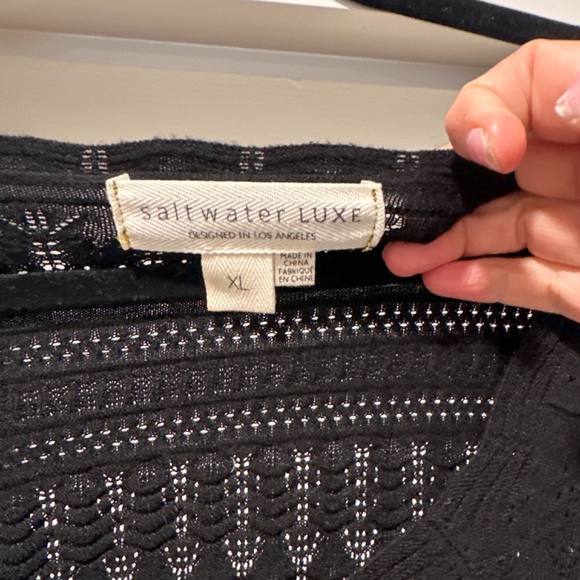 saltwater LUXE
DESIGNED IN LOS ANGELES
XL
MADE IN
CHINA
FABRIQUÉ
EN CHINE